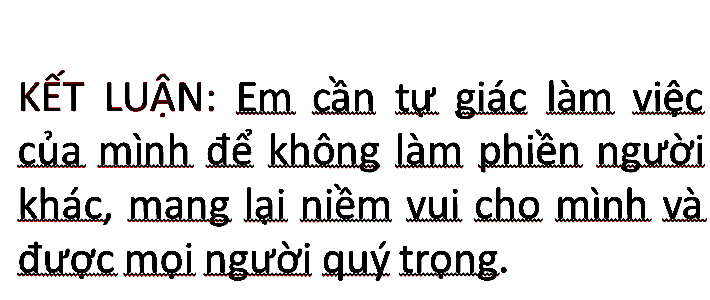 KẾT LUẬN: Em cần tự giác làm việc
của mình để không làm phiền người
khác, mang lại niềm vui cho mình và
được mọi người quý trọng.